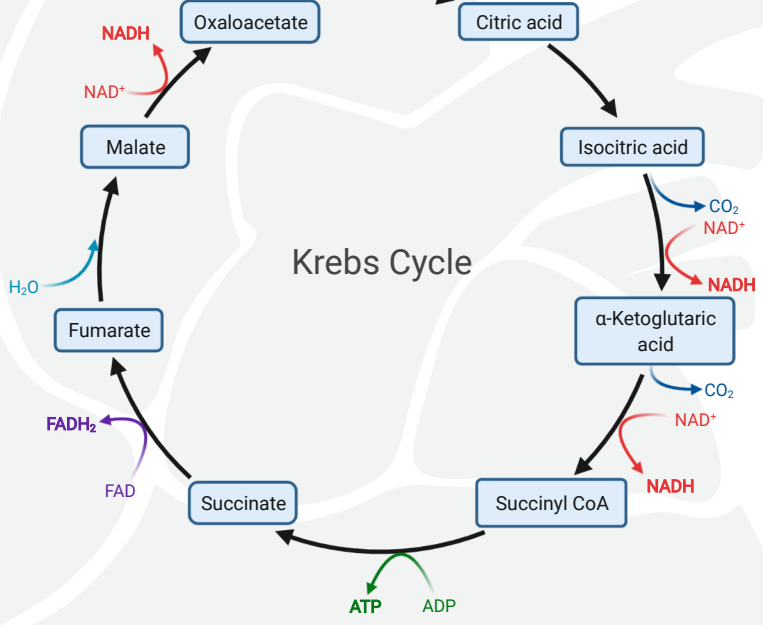 Oxaloacetate
Citric acid
NADH
NAD⁺
Malate
Isocitric acid
CO₂
NAD⁺
NADH
Krebs Cycle
H₂O
Fumarate
α-Ketoglutaric
acid
CO₂
NAD⁺
NADH
FADH₂
FAD
Succinate
Succinyl CoA
ATP
ADP